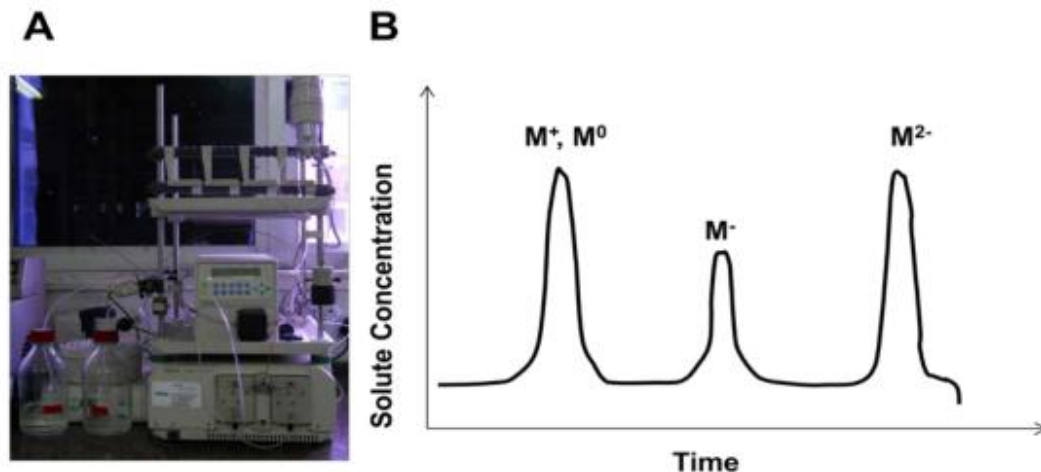 A
B
M⁺, M⁰
M²⁻
M⁻
Solute Concentration
Time